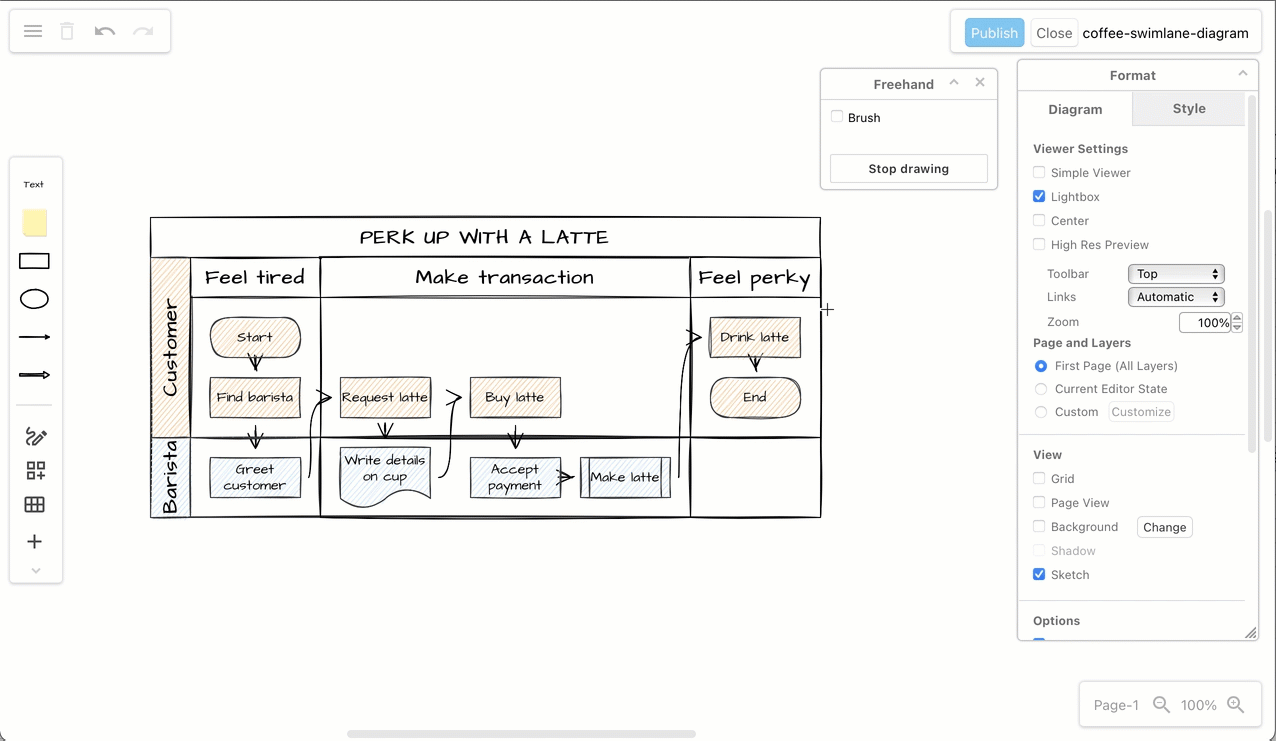 Publish
Close
coffee-swimlane-diagram
Freehand
Brush
Stop drawing
Format
Diagram
Style
Viewer Settings
Simple Viewer
Lightbox
Center
High Res Preview
Toolbar
Top
Links
Automatic
Zoom
100%
Page and Layers
First Page (All Layers)
Current Editor State
Custom
Customize
View
Grid
Page View
Background
Change
Shadow
Sketch
Options
Text
PERK UP WITH A LATTE
Feel tired
Make transaction
Feel perky
Customer
Start
Drink latte
Find barista
Request latte
Buy latte
End
Barista
Greet
customer
Write details
on cup
Accept
payment
Make latte
Page-1
100%